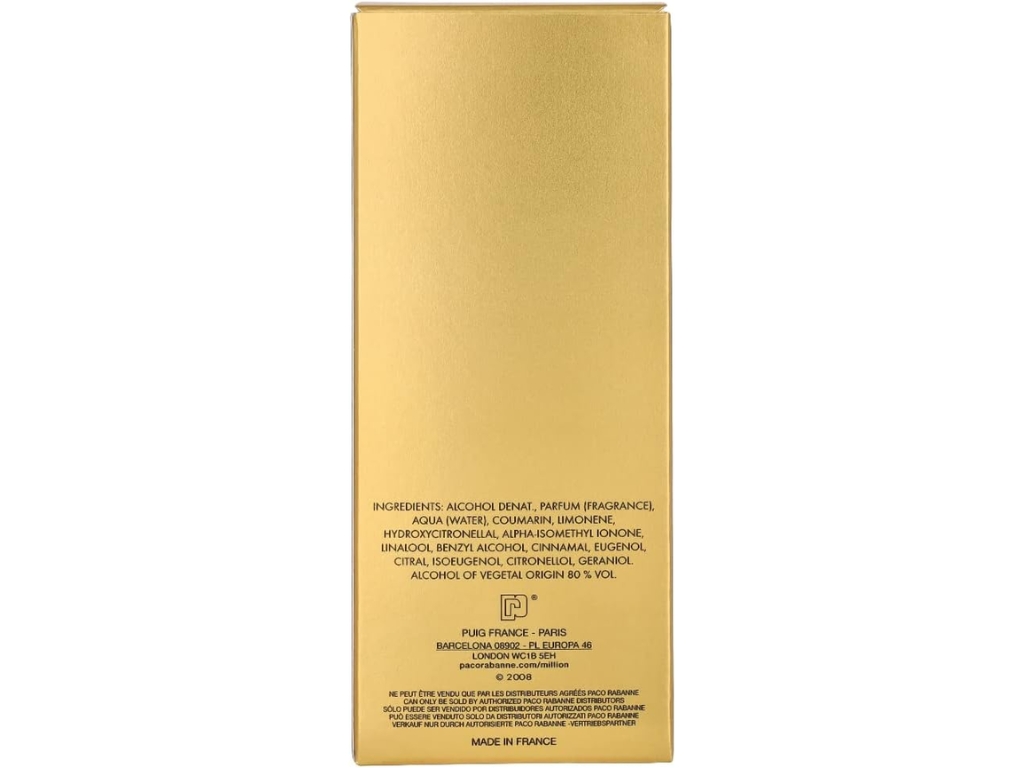 INGREDIENTS: ALCOHOL DENAT., PARFUM (FRAGRANCE),
AQUA (WATER), COUMARIN, LIMONENE,
HYDROXYCITRONELLAL, ALPHA-ISOMETHYL IONONE,
LINALOOL, BENZYL ALCOHOL, CINNAMAL, EUGENOL,
CITRAL, ISOEUGENOL, CITRONELLOL, GERANIOL.
ALCOHOL OF VEGETAL ORIGIN 80 % VOL.
®
PUIG FRANCE - PARIS
BARCELONA 08902 - PL EUROPA 46
LONDON WC1B 5EH
pacorabanne.com/million
© 2008
NE PEUT ÊTRE VENDU QUE PAR LES DISTRIBUTEURS AGRÉÉS PACO RABANNE
CAN ONLY BE SOLD BY AUTHORIZED PACO RABANNE DISTRIBUTORS
SÓLO PUEDE SER VENDIDO POR DISTRIBUIDORES AUTORIZADOS PACO RABANNE
PUÒ ESSERE VENDUTO SOLO DA DISTRIBUTORI AUTORIZZATI PACO RABANNE
VERKAUF NUR DURCH AUTORISIERTE PACO RABANNE -VERTRIEBSPARTNER
MADE IN FRANCE